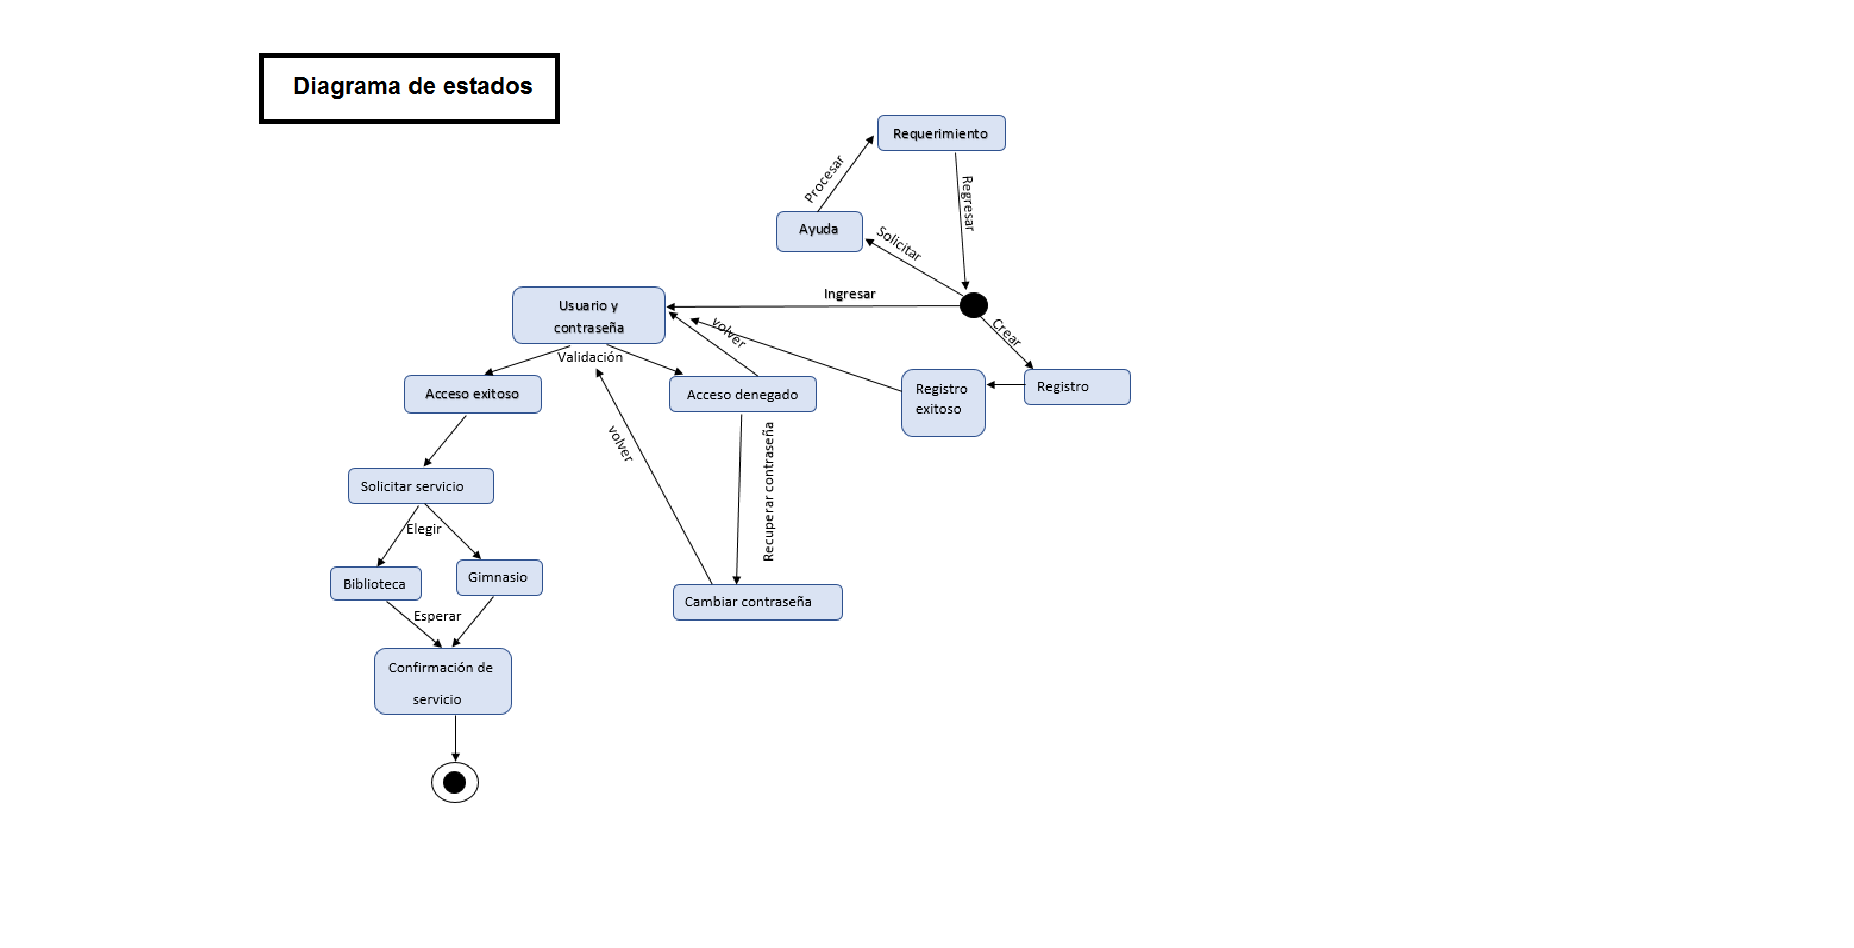 Diagrama de estados
Requerimiento
Procesar
Regresar
Ayuda
Solicitar
Ingresar
Usuario y
contraseña
volver
Crear
Validación
Acceso exitoso
Acceso denegado
Registro
exitoso
Registro
volver
Recuperar contraseña
Solicitar servicio
Elegir
Biblioteca
Gimnasio
Esperar
Cambiar contraseña
Confirmación de
servicio